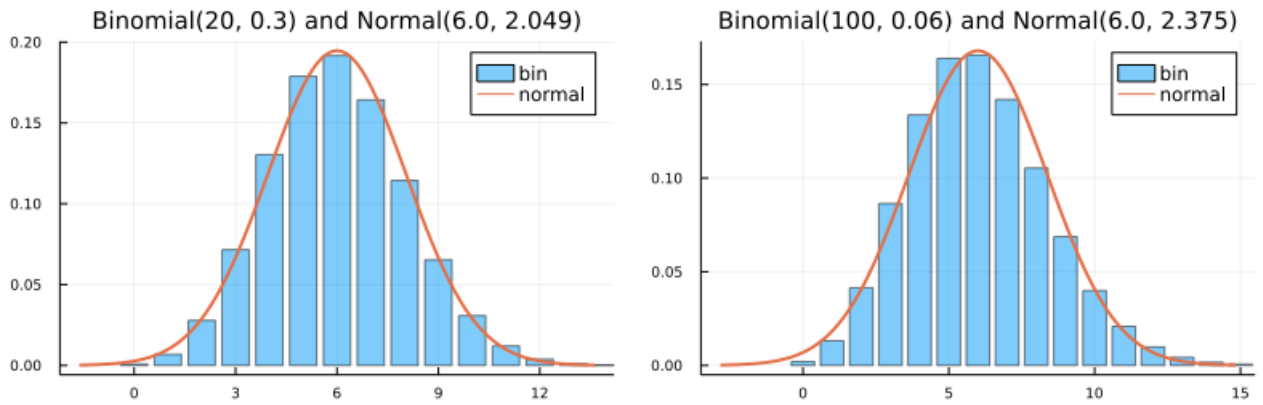 Binomial(20, 0.3) and Normal(6.0, 2.049)
0.20
0.15
0.10
0.05
0.00
0 3 6 9 12
bin
normal
Binomial(100, 0.06) and Normal(6.0, 2.375)
0.15
0.10
0.05
0.00
0 5 10 15
bin
normal